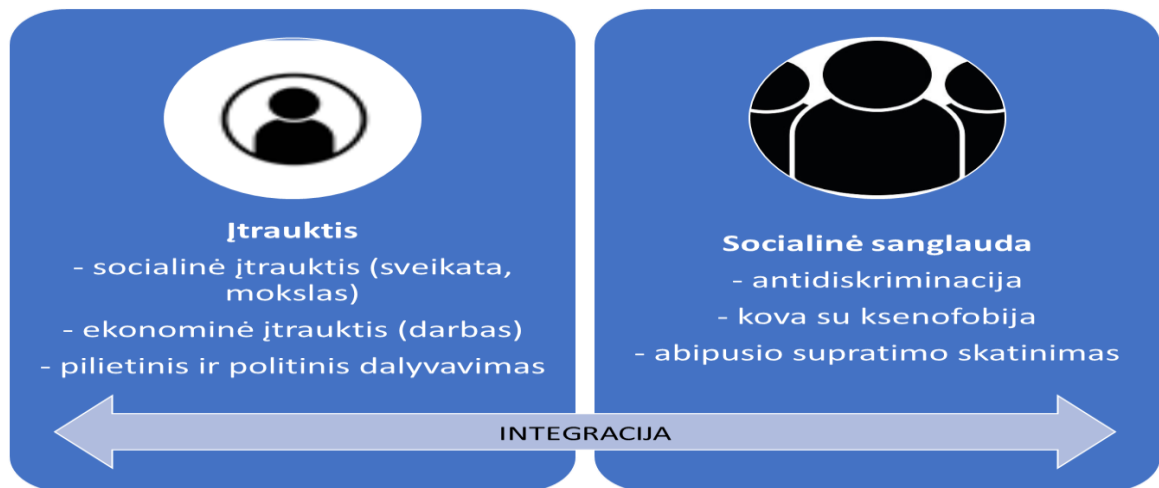 Įtrauktis
- socialinė įtrauktis (sveikata,
mokslas)
- ekonominė įtrauktis (darbas)
- pilietinis ir politinis dalyvavimas
Socialinė sanglauda
- antidiskriminacija
- kova su ksenofobija
- abipusio supratimo skatinimas
INTEGRACIJA